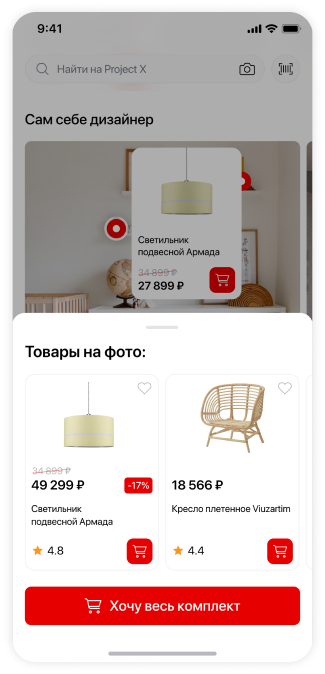 9:41
Найти на Project X
Сам себе дизайнер
Светильник
подвесной Армада
34 899 ₽
27 899 ₽
Товары на фото:
34 899 ₽
49 299 ₽
-17%
Светильник
подвесной Армада
4.8
18 566 ₽
Кресло плетенное Viuzartim
4.4
Хочу весь комплект